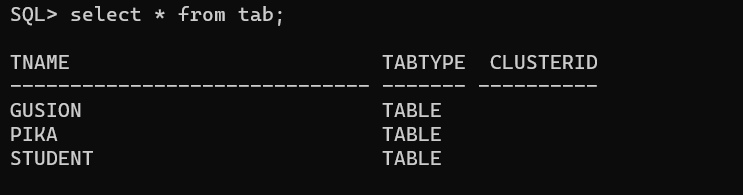 SQL> select * from tab;
TNAME                          TABTYPE  CLUSTERID
------------------------------ ------- ----------
GUSION                         TABLE
PIKA                           TABLE
STUDENT                        TABLE